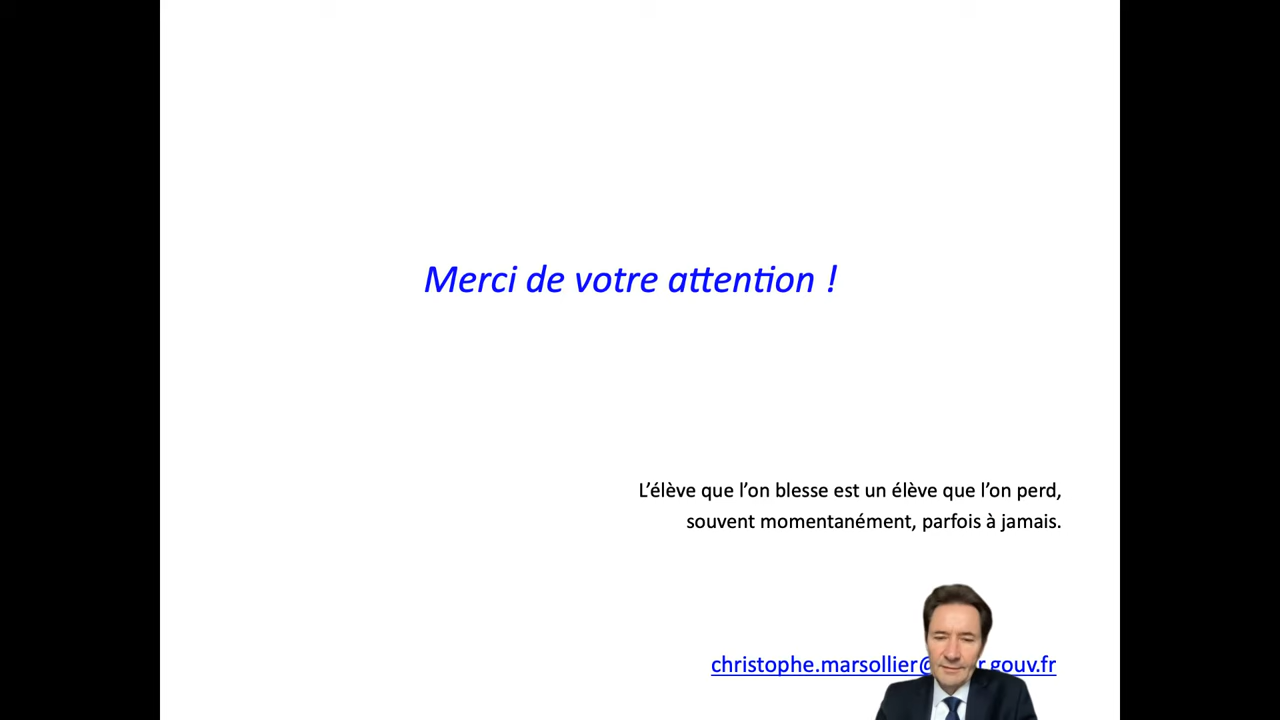 Merci de votre attention !
L’élève que l’on blesse est un élève que l’on perd,
souvent momentanément, parfois à jamais.
christophe.marsollier@ r.gouv.fr